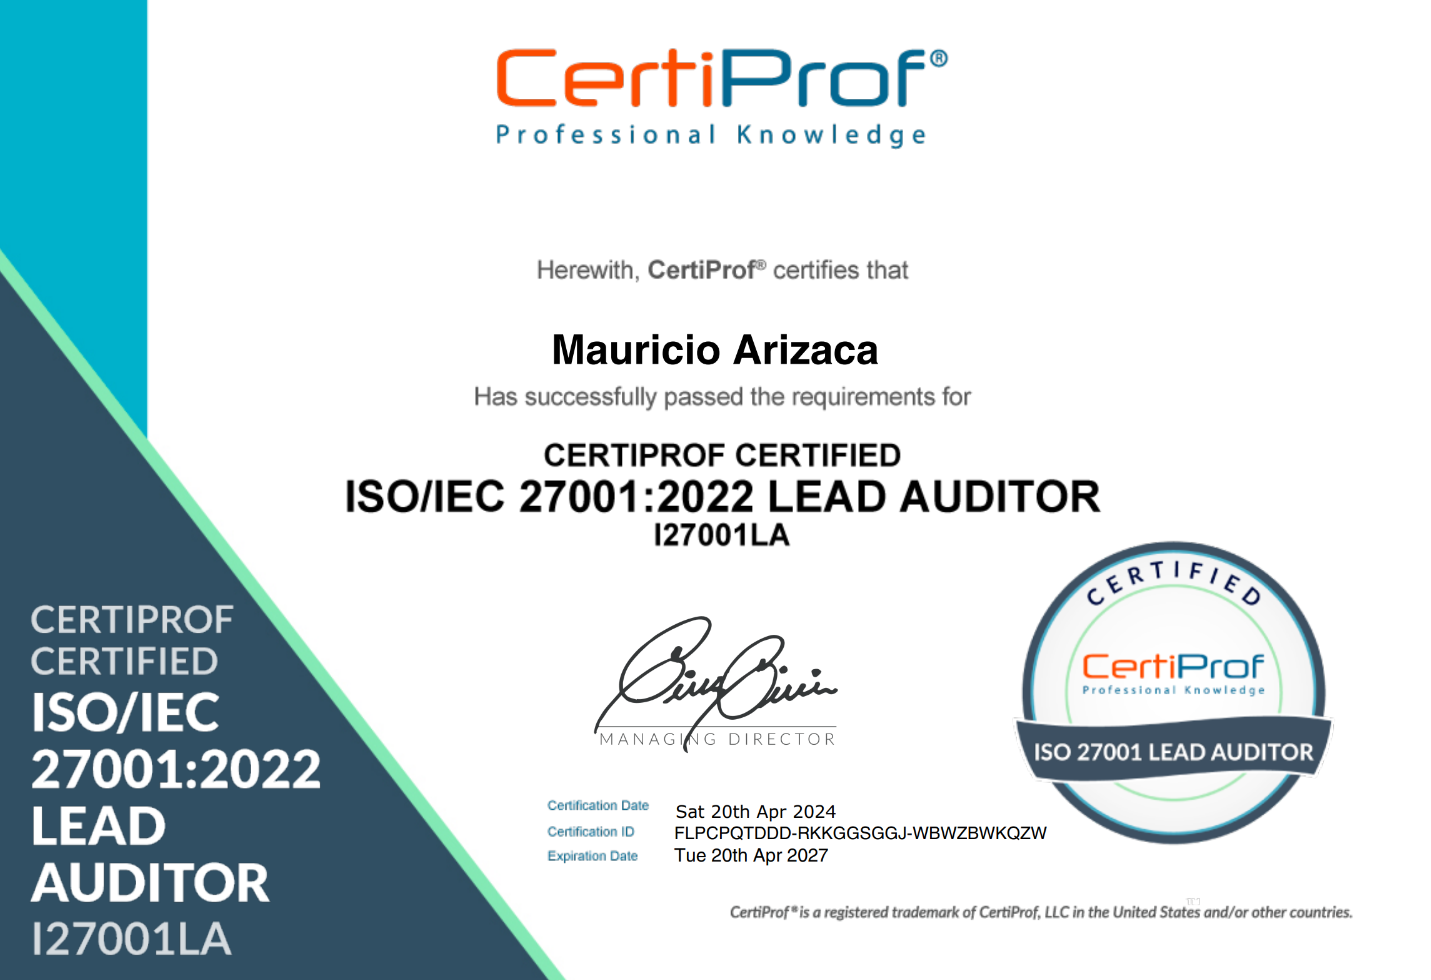 CertiProf®
Professional Knowledge
Herewith, CertiProf® certifies that
Mauricio Arizaca
Has successfully passed the requirements for
CERTIPROF CERTIFIED
ISO/IEC 27001:2022 LEAD AUDITOR
I27001LA
CERTIPROF
CERTIFIED
ISO/IEC
27001:2022
LEAD
AUDITOR
I27001LA
MANAGING DIRECTOR
CERTIFIED
CertiProf
Professional Knowledge
ISO 27001 LEAD AUDITOR
Certification Date Sat 20th Apr 2024
Certification ID FLPCPQTDDD-RKKGGSGGJ-WBWZBWKQZW
Expiration Date Tue 20th Apr 2027
CertiProf® is a registered trademark of CertiProf, LLC in the United States and/or other countries.